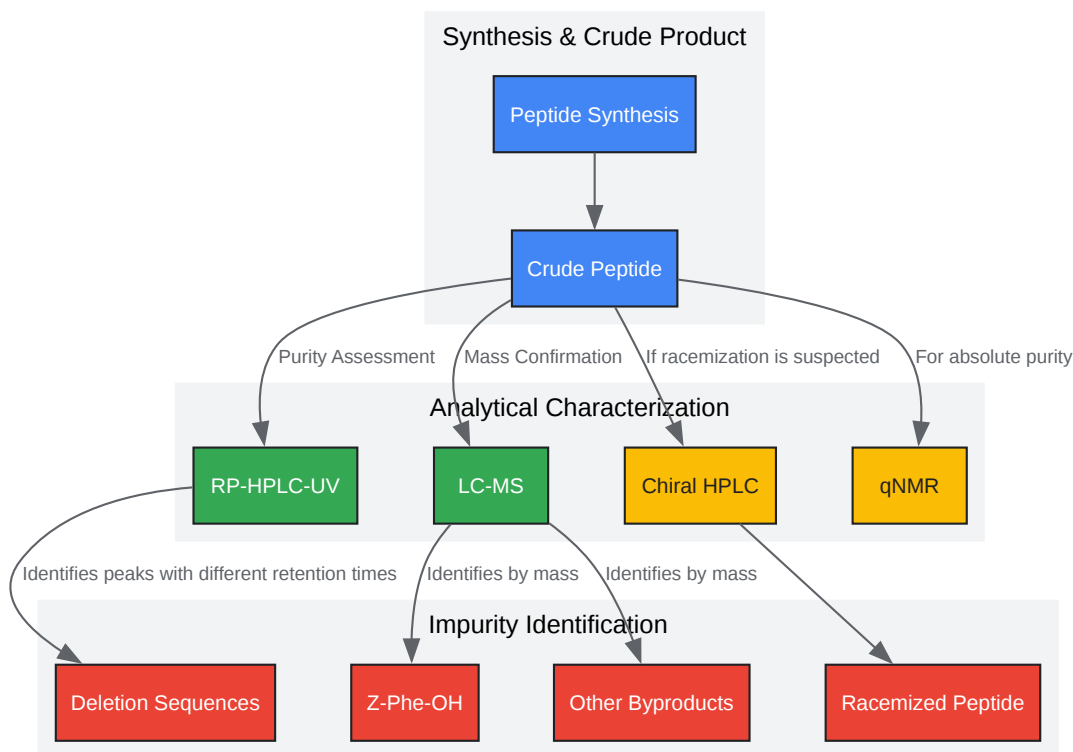 Synthesis & Crude Product
Peptide Synthesis
Crude Peptide
Purity Assessment
Mass Confirmation
If racemization is suspected
For absolute purity
Analytical Characterization
RP-HPLC-UV
LC-MS
Chiral HPLC
qNMR
Identifies peaks with different retention times
Identifies by mass
Identifies by mass
Impurity Identification
Deletion Sequences
Z-Phe-OH
Other Byproducts
Racemized Peptide